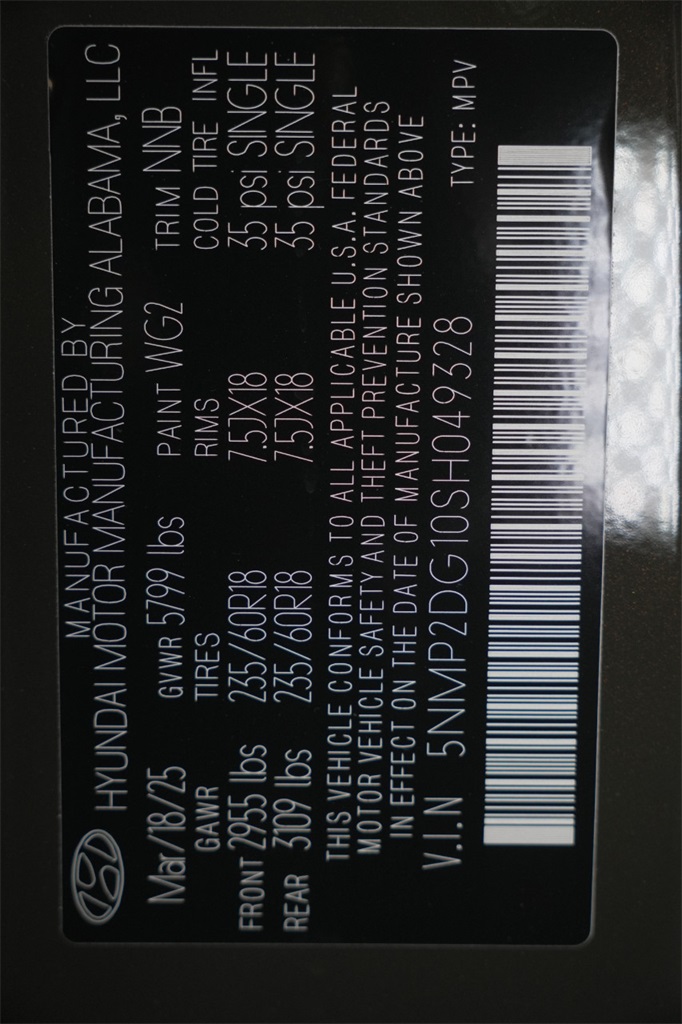 MANUFACTURED BY
HYUNDAI MOTOR MANUFACTURING ALABAMA, LLC
Mar/18/25 GVWR 5799 lbs PAINT WG2 TRIM NNB
GAWR TIRES RIMS COLD TIRE INFL
FRONT 2955 lbs 235/60R18 7.5JX18 35 psi SINGLE
REAR 3109 lbs 235/60R18 7.5JX18 35 psi SINGLE
THIS VEHICLE CONFORMS TO ALL APPLICABLE U.S.A. FEDERAL
MOTOR VEHICLE SAFETY AND THEFT PREVENTION STANDARDS
IN EFFECT ON THE DATE OF MANUFACTURE SHOWN ABOVE
V.I.N 5NMP2DG10SH049328 TYPE: MPV